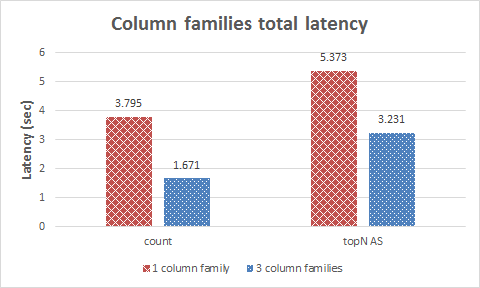 Column families total latency
Latency (sec)
6
5
4
3
2
1
0
3.795
1.671
5.373
3.231
count
topN AS
1 column family
3 column families